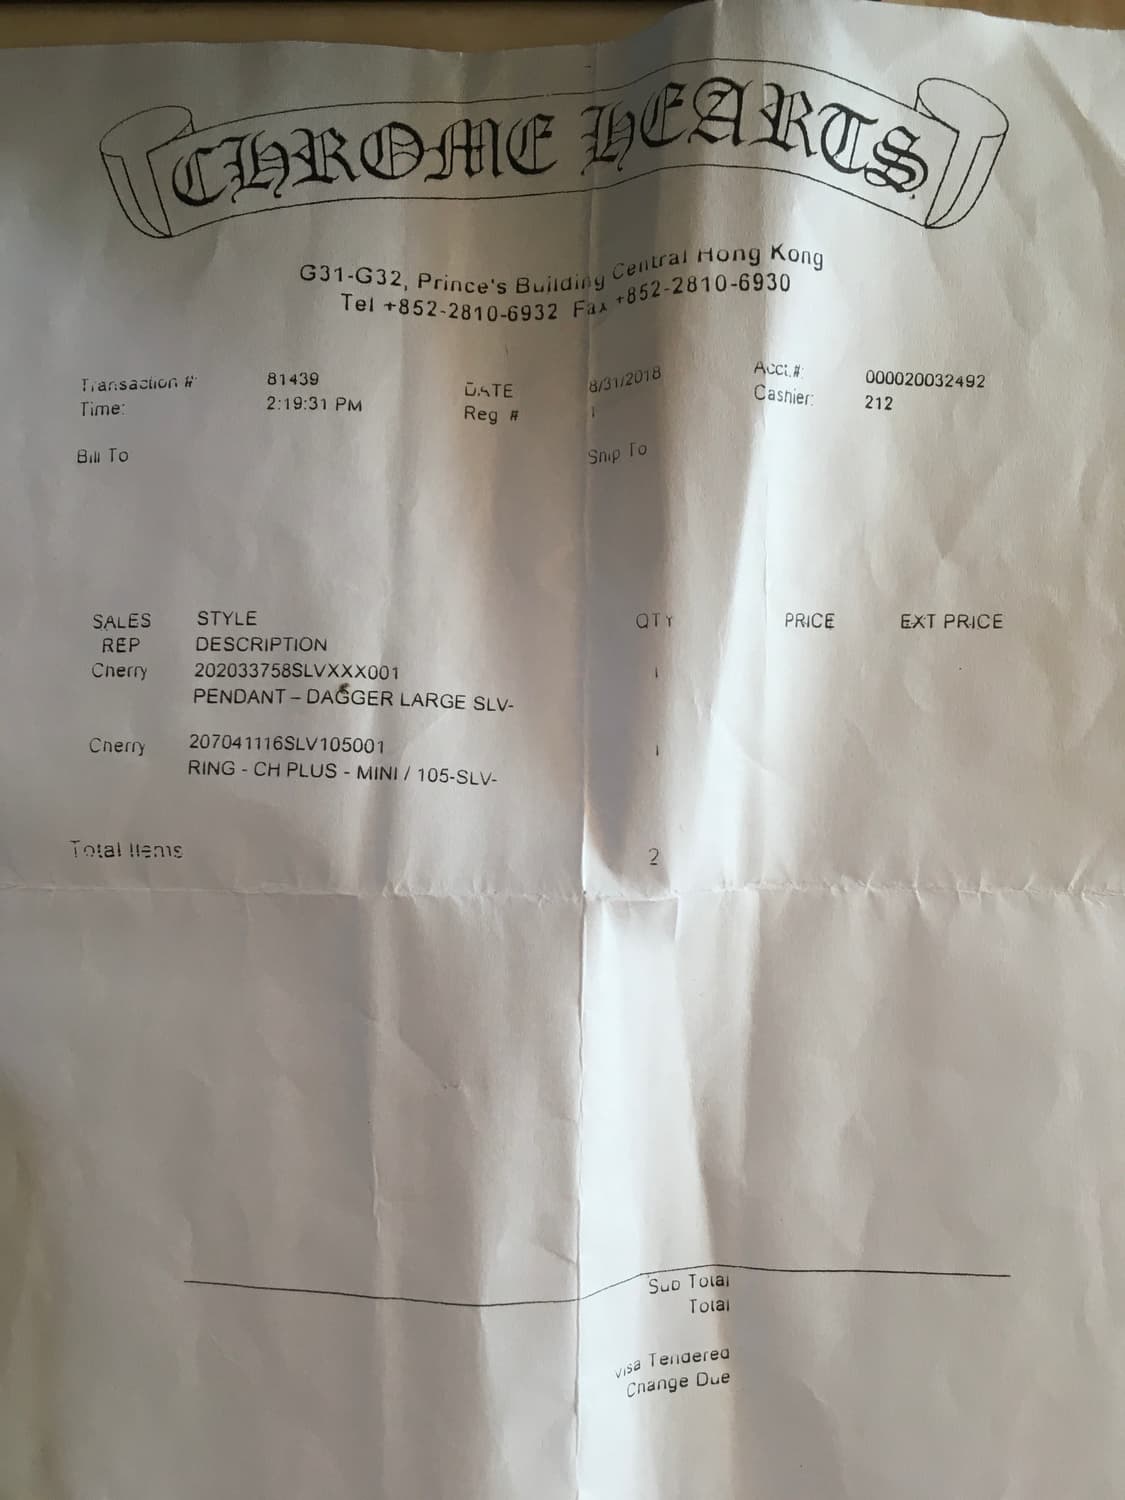 CHROME HEARTS
G31-G32, Prince's Building Central Hong Kong
Tel +852-2810-6932 Fax +852-2810-6930
Transaction #: 81439 DATE 8/31/2018 Acct.#: 000020032492
Time: 2:19:31 PM Reg # 1 Cashier: 212
Bill To Ship To
SALES STYLE QTY PRICE EXT PRICE
REP DESCRIPTION
Cherry 202033758SLVXXX001 1
PENDANT – DAGGER LARGE SLV-
Cherry 207041116SLV105001 1
RING - CH PLUS - MINI / 105-SLV-
Total Items 2
Sub Total
Total
Visa Tendered
Change Due